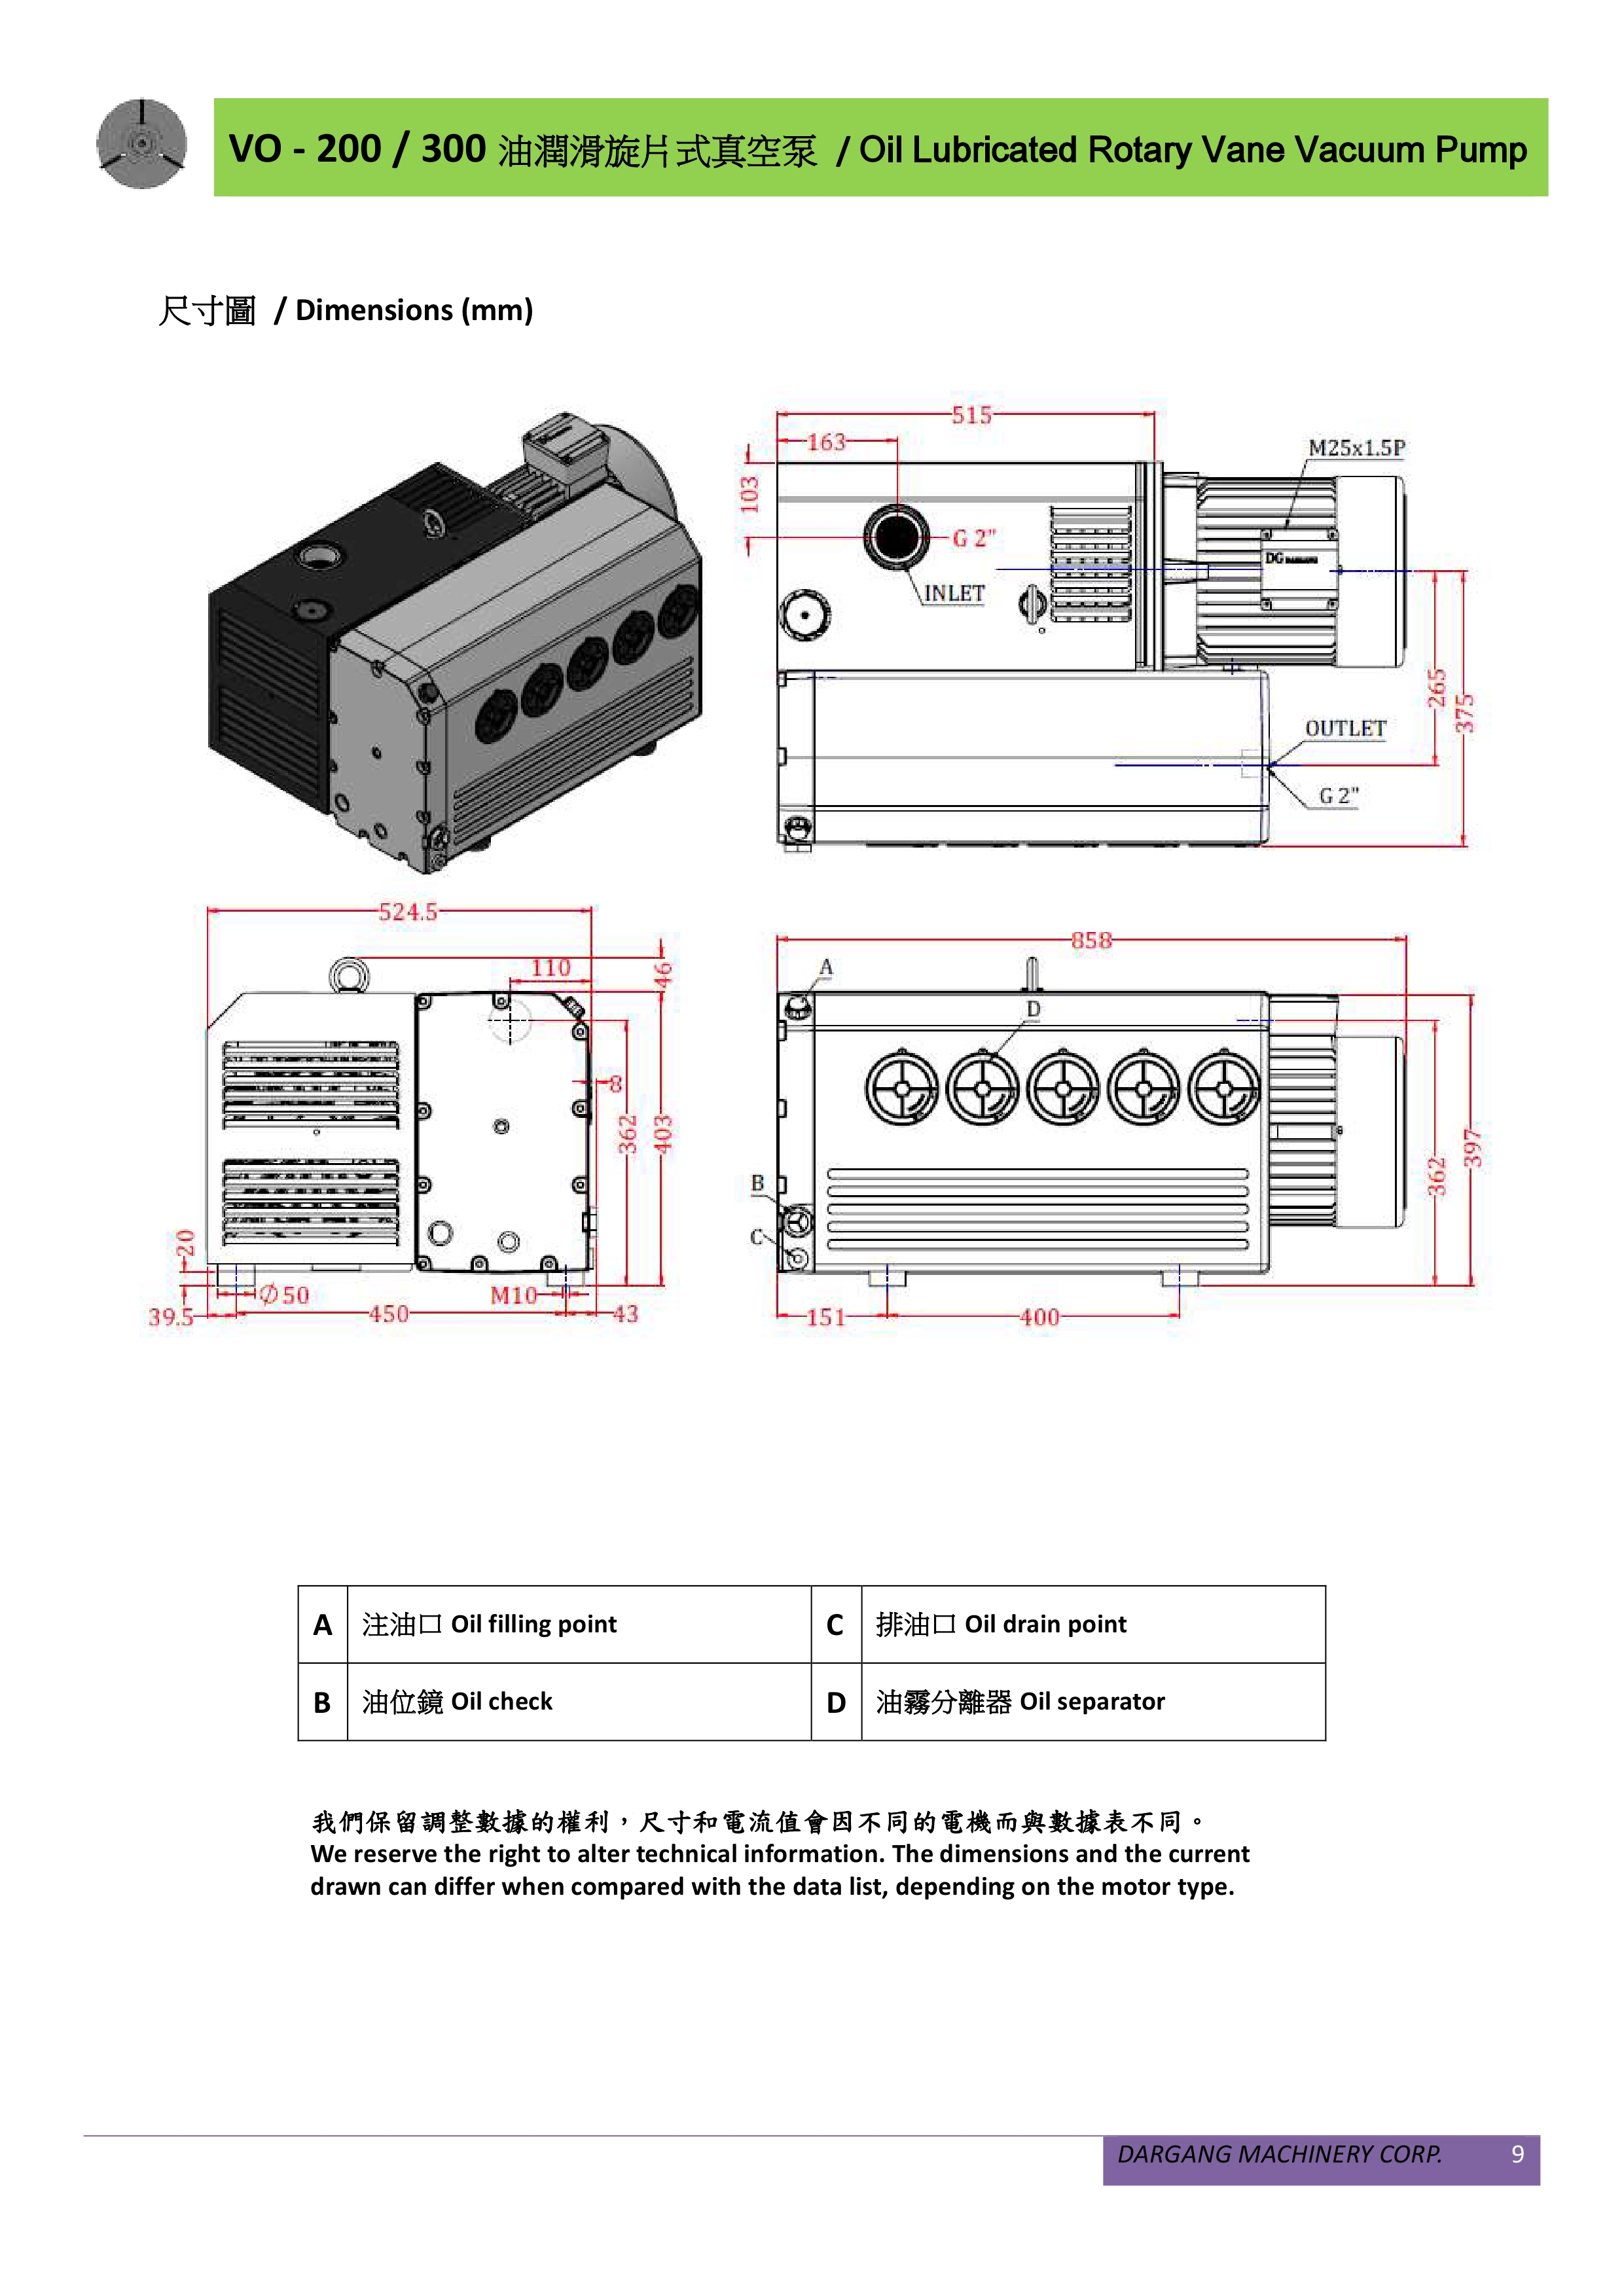 VO - 200 / 300 油潤滑旋片式真空泵 / Oil Lubricated Rotary Vane Vacuum Pump
尺寸圖 / Dimensions (mm)
515
163
103
G 2"
INLET
M25x1.5P
DG
265
375
OUTLET
G 2"
524.5
110
46
8
362
403
20
Ø50
M10
39.5
450
43
858
A
D
B
C
362
397
151
400
A 注油口 Oil filling point C 排油口 Oil drain point
B 油位鏡 Oil check D 油霧分離器 Oil separator
我們保留調整數據的權利，尺寸和電流值會因不同的電機而與數據表不同。
We reserve the right to alter technical information. The dimensions and the current
drawn can differ when compared with the data list, depending on the motor type.
DARGANG MACHINERY CORP. 9